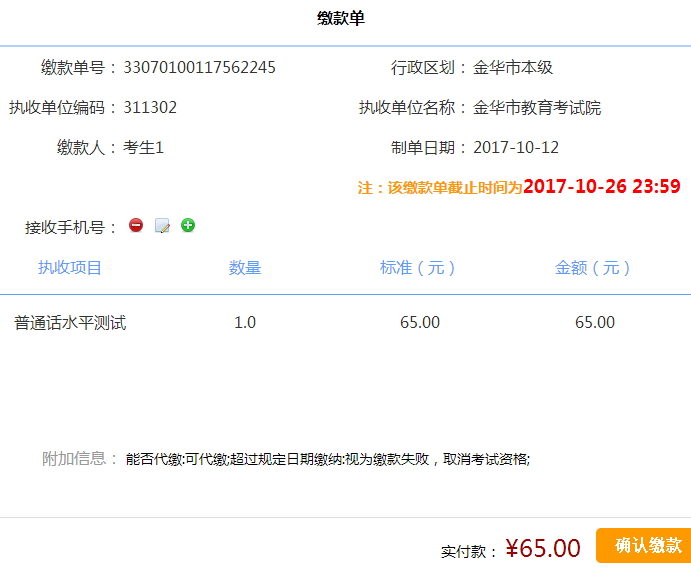 缴款单
缴款单号：33070100117562245 行政区划：金华市本级
执收单位编码：311302 执收单位名称：金华市教育考试院
缴款人：考生1 制单日期：2017-10-12
注：该缴款单截止时间为2017-10-26 23:59
接收手机号：
执收项目 数量 标准（元） 金额（元）
普通话水平测试 1.0 65.00 65.00
附加信息： 能否代缴:可代缴;超过规定日期缴纳:视为缴款失败，取消考试资格;
实付款：¥65.00 确认缴款